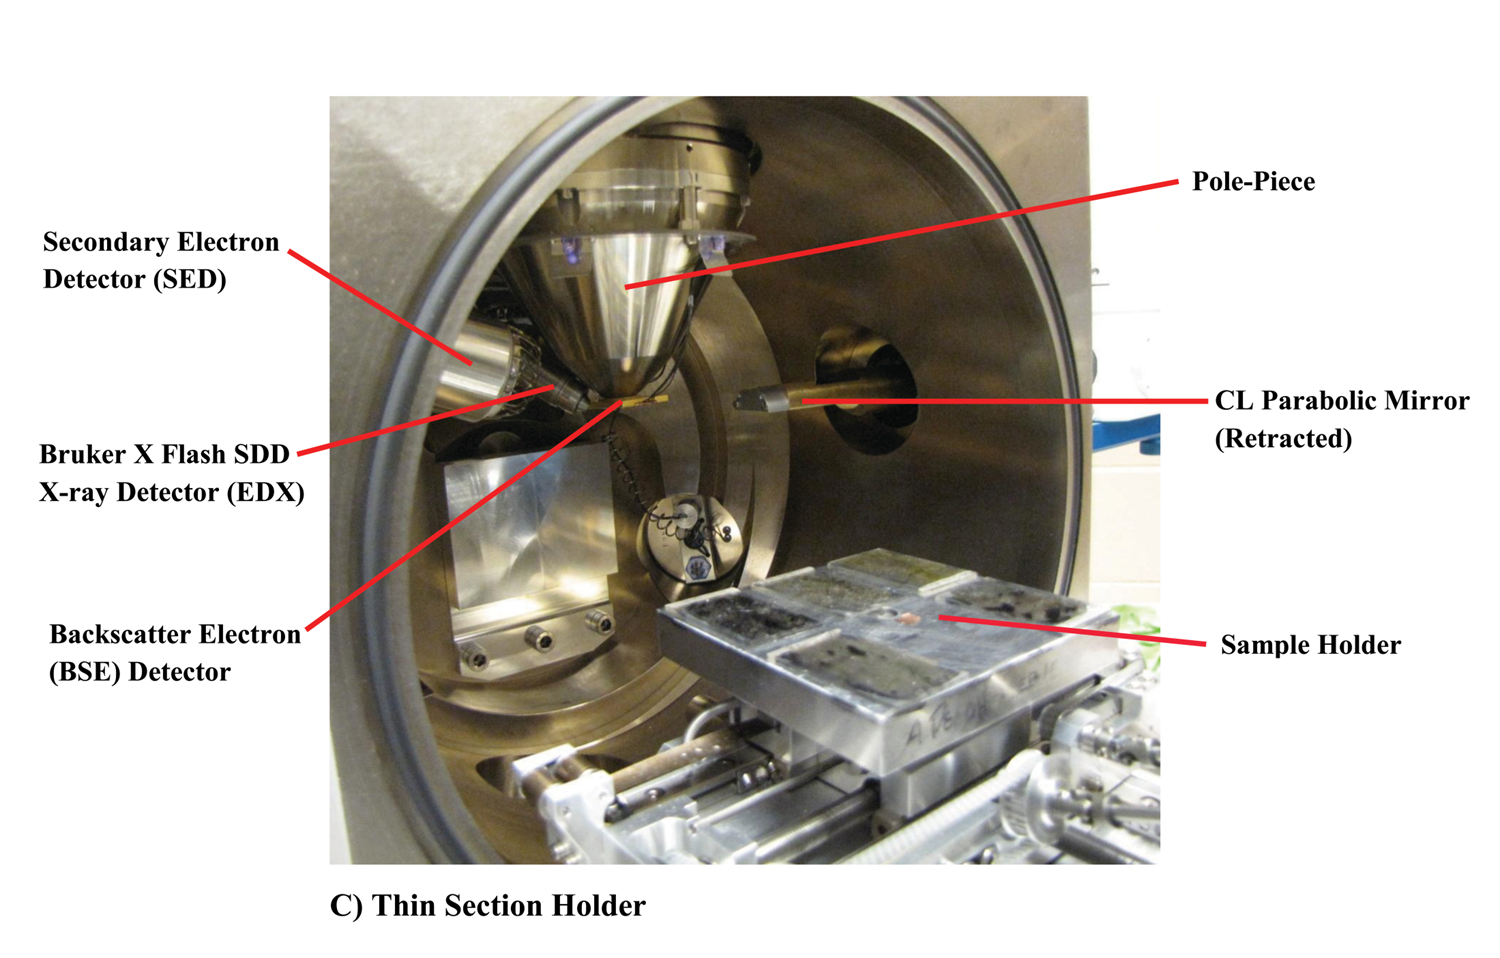 Pole-Piece
Secondary Electron
Detector (SED)
CL Parabolic Mirror
(Retracted)
Bruker X Flash SDD
X-ray Detector (EDX)
Backscatter Electron
(BSE) Detector
Sample Holder
C) Thin Section Holder